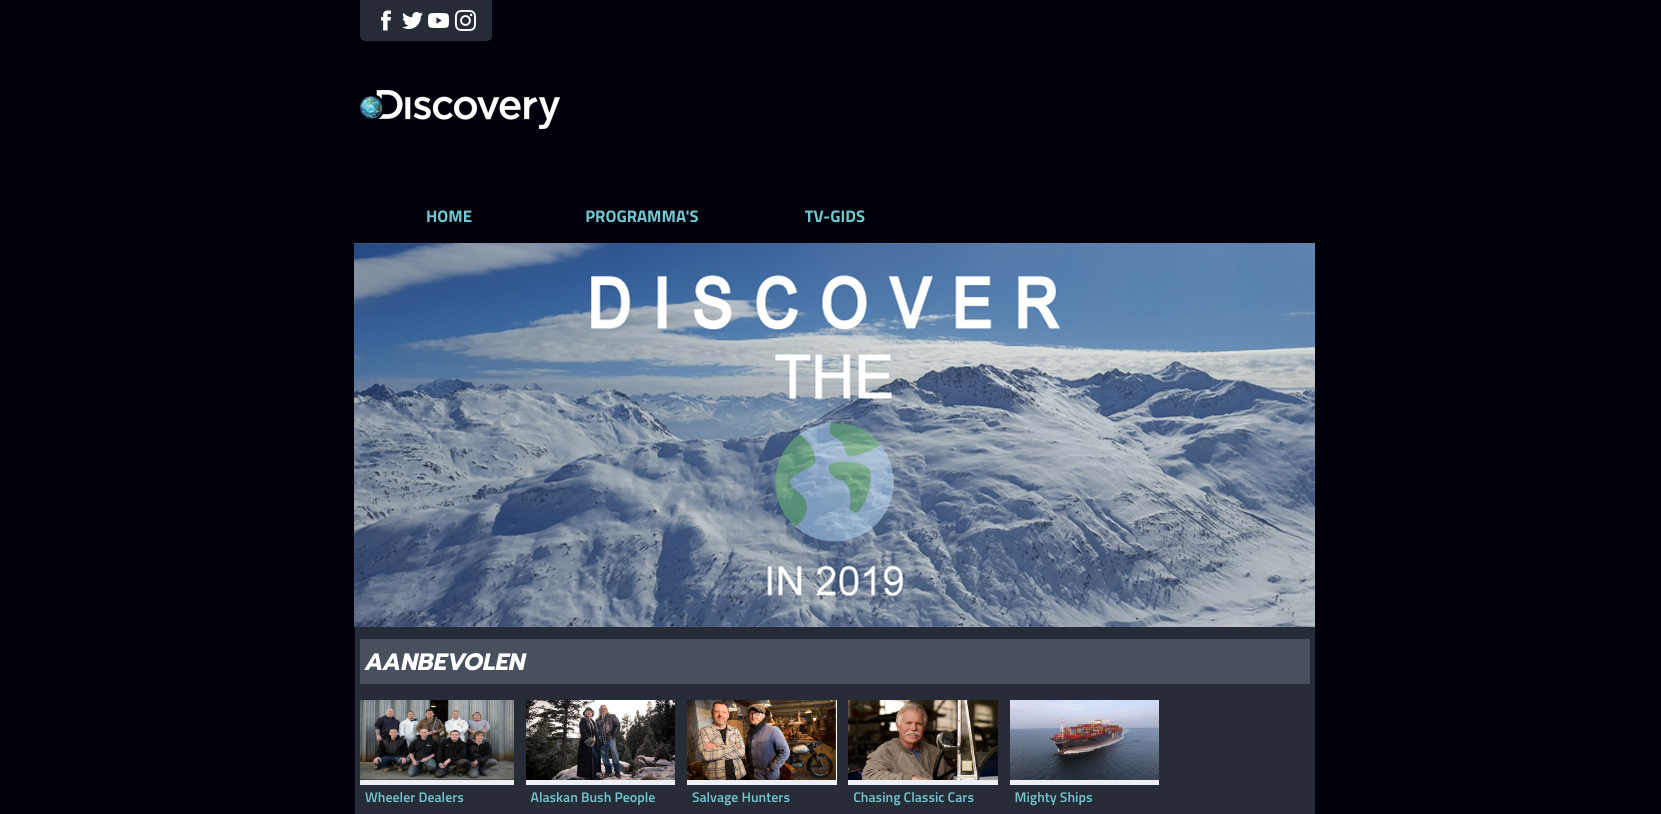 Discovery
HOME PROGRAMMA'S TV-GIDS
DISCOVER
THE
IN 2019
AANBEVOLEN
Wheeler Dealers Alaskan Bush People Salvage Hunters Chasing Classic Cars Mighty Ships